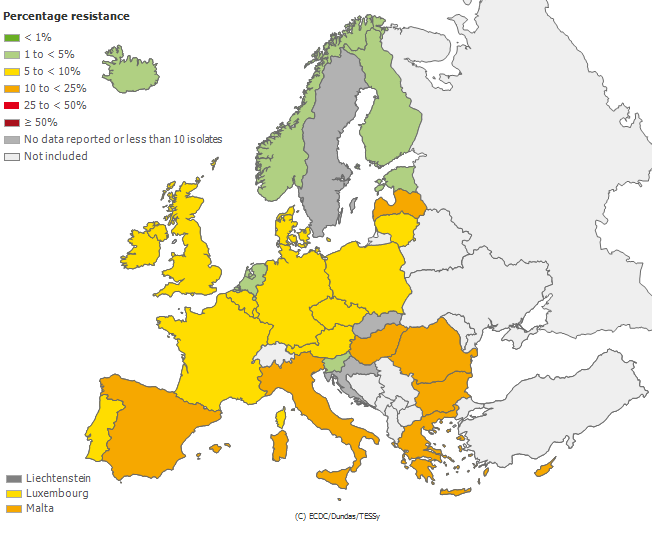 Percentage resistance
< 1%
1 to < 5%
5 to < 10%
10 to < 25%
25 to < 50%
≥ 50%
No data reported or less than 10 isolates
Not included
Liechtenstein
Luxembourg
Malta
(C) ECDC/Dundas/TESSy